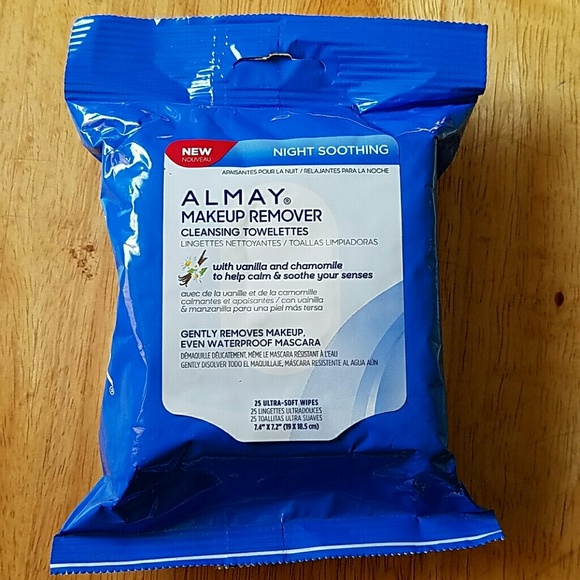 NEW
NOUVEAU
NIGHT SOOTHING
APAISANTES POUR LA NUIT / RELAJANTES PARA LA NOCHE
ALMAY®
MAKEUP REMOVER
CLEANSING TOWELETTES
LINGETTES NETTOYANTES / TOALLAS LIMPIADORAS
with vanilla and chamomile
to help calm & soothe your senses
avec de la vanille et de la camomille
calmantes et apaisantes / con vainilla
& manzanilla para una piel más tersa
GENTLY REMOVES MAKEUP,
EVEN WATERPROOF MASCARA
DÉMAQUILLE DÉLICATEMENT, MÊME LE MASCARA RÉSISTANT À L'EAU
GENTLY DISOLVER TODO EL MAQUILLAJE, MÁSCARA RESISTENTE AL AGUA AÚN
25 ULTRA-SOFT WIPES
25 LINGETTES ULTRADOUCES
25 TOALLITAS ULTRA SUAVES
7.4" X 7.2" (19 X 18.5 cm)